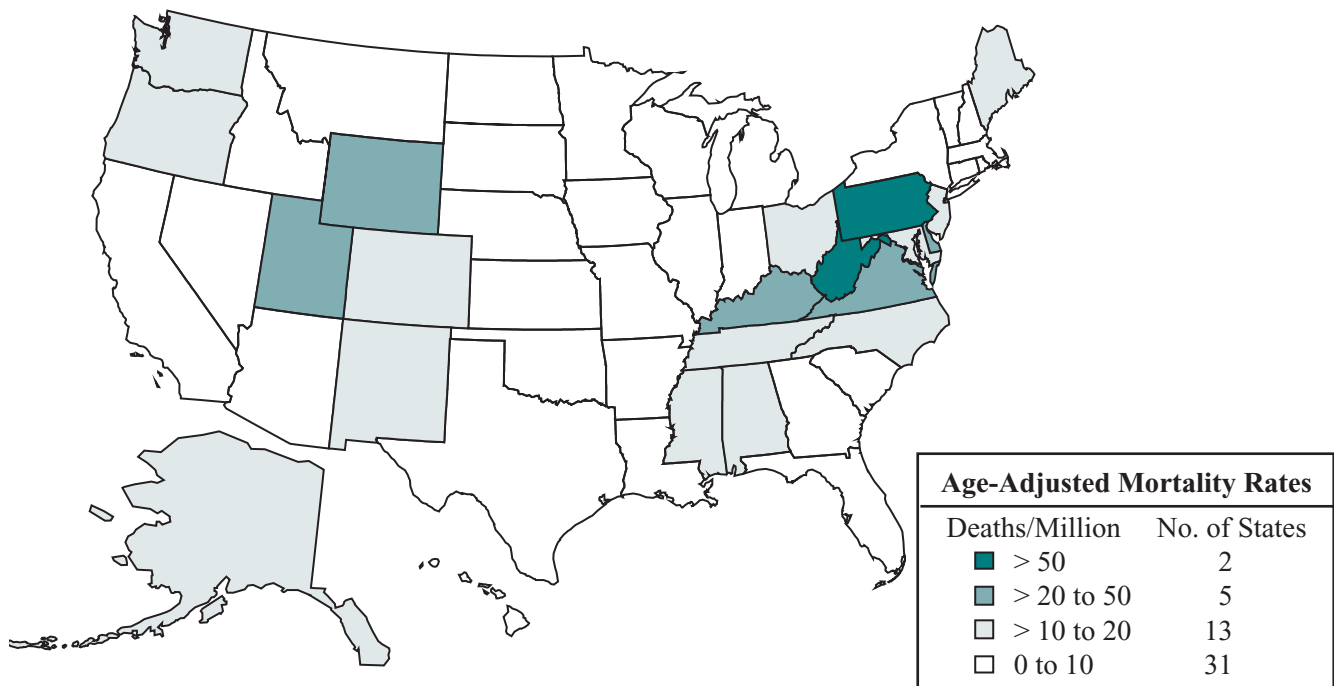 Age-Adjusted Mortality Rates
Deaths/Million No. of States
> 50 2
> 20 to 50 5
> 10 to 20 13
0 to 10 31